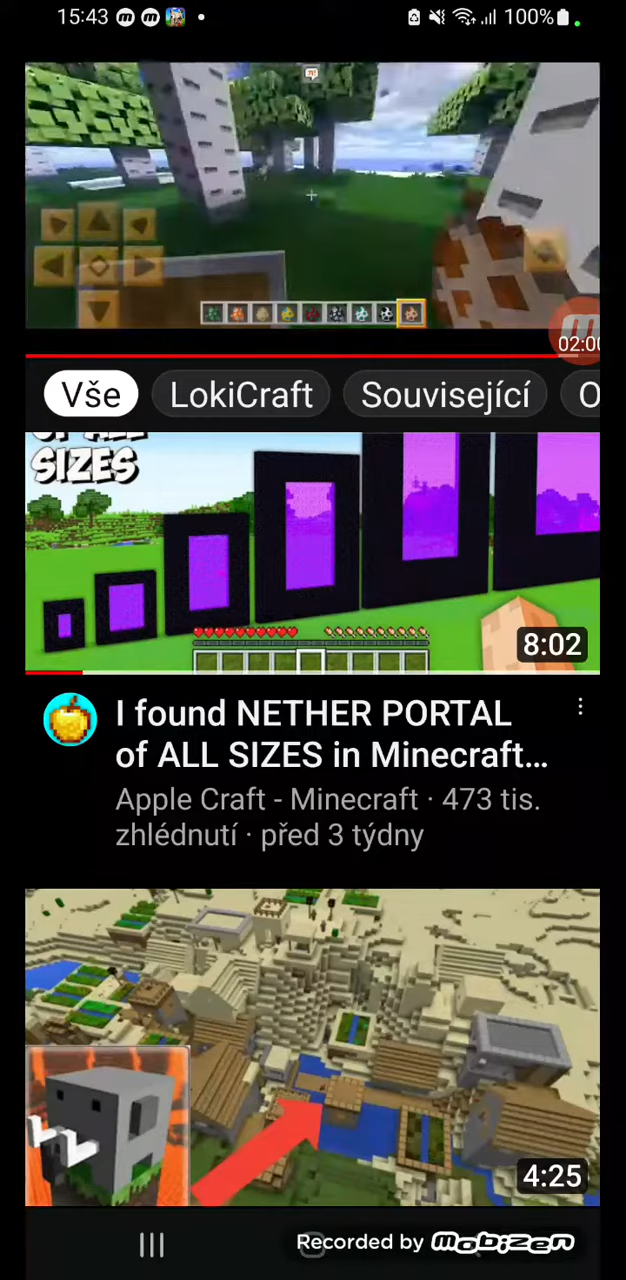 15:43
100%
02:00
Vše
LokiCraft
Související
O
SIZES
8:02
I found NETHER PORTAL
of ALL SIZES in Minecraft...
Apple Craft - Minecraft · 473 tis.
zhlédnutí · před 3 týdny
4:25
Recorded by mobizen